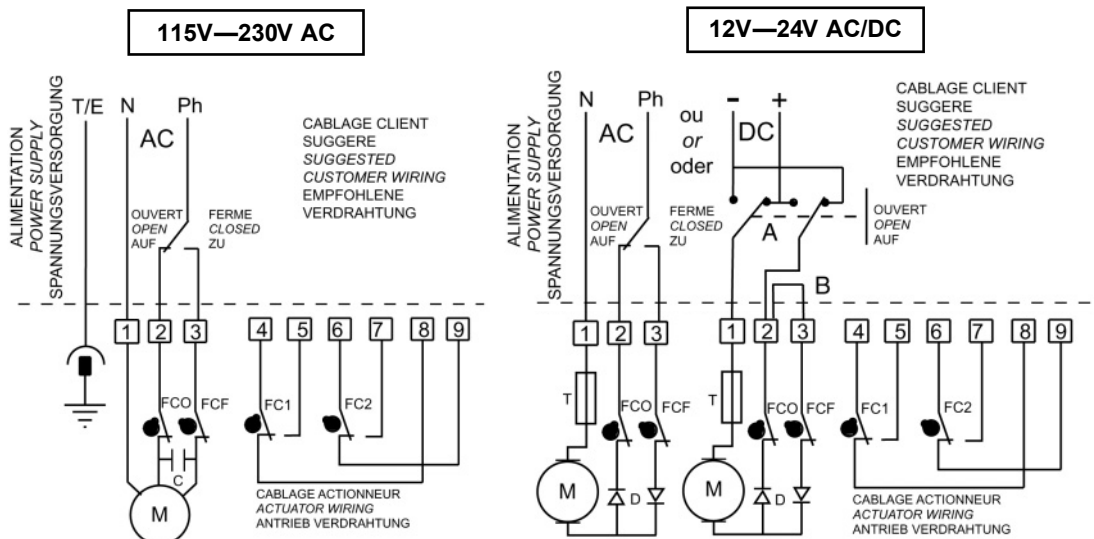 115V—230V AC
ALIMENTATION
POWER SUPPLY
SPANNUNGSVERSORGUNG
T/E N Ph
AC
CABLAGE CLIENT
SUGGERE
SUGGESTED
CUSTOMER WIRING
EMPFOHLENE
VERDRAHTUNG
OUVERT
OPEN
AUF
FERME
CLOSED
ZU
1 2 3 4 5 6 7 8 9
FCO FCF FC1 FC2
C
M
CABLAGE ACTIONNEUR
ACTUATOR WIRING
ANTRIEB VERDRAHTUNG
12V—24V AC/DC
ALIMENTATION
POWER SUPPLY
SPANNUNGSVERSORGUNG
N Ph
AC
ou
or
oder
- +
DC
CABLAGE CLIENT
SUGGERE
SUGGESTED
CUSTOMER WIRING
EMPFOHLENE
VERDRAHTUNG
OUVERT
OPEN
AUF
FERME
CLOSED
ZU
A
OUVERT
OPEN
AUF
B
1 2 3 1 2 3 4 5 6 7 8 9
T FCO FCF T FCO FCF FC1 FC2
M D M D
CABLAGE ACTIONNEUR
ACTUATOR WIRING
ANTRIEB VERDRAHTUNG